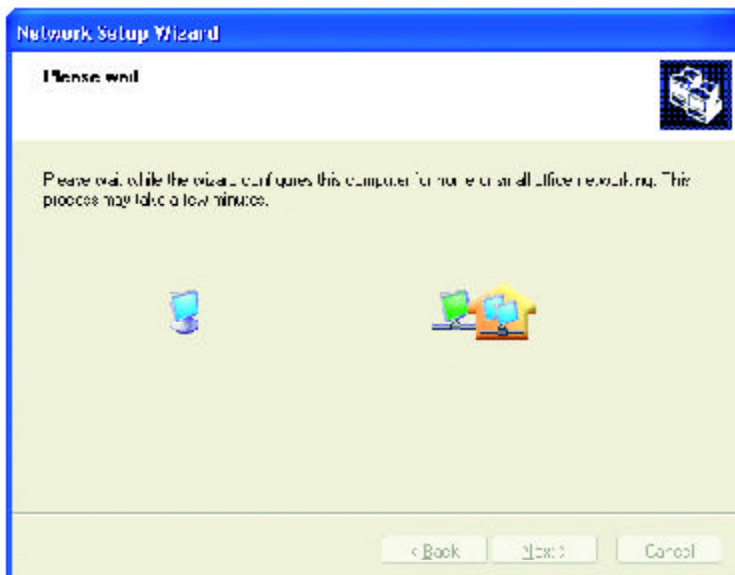 Network Setup Wizard
Please wait
Please wait while the wizard configures this computer for home or small office networking. This
process may take a few minutes.
< Back
Next >
Cancel